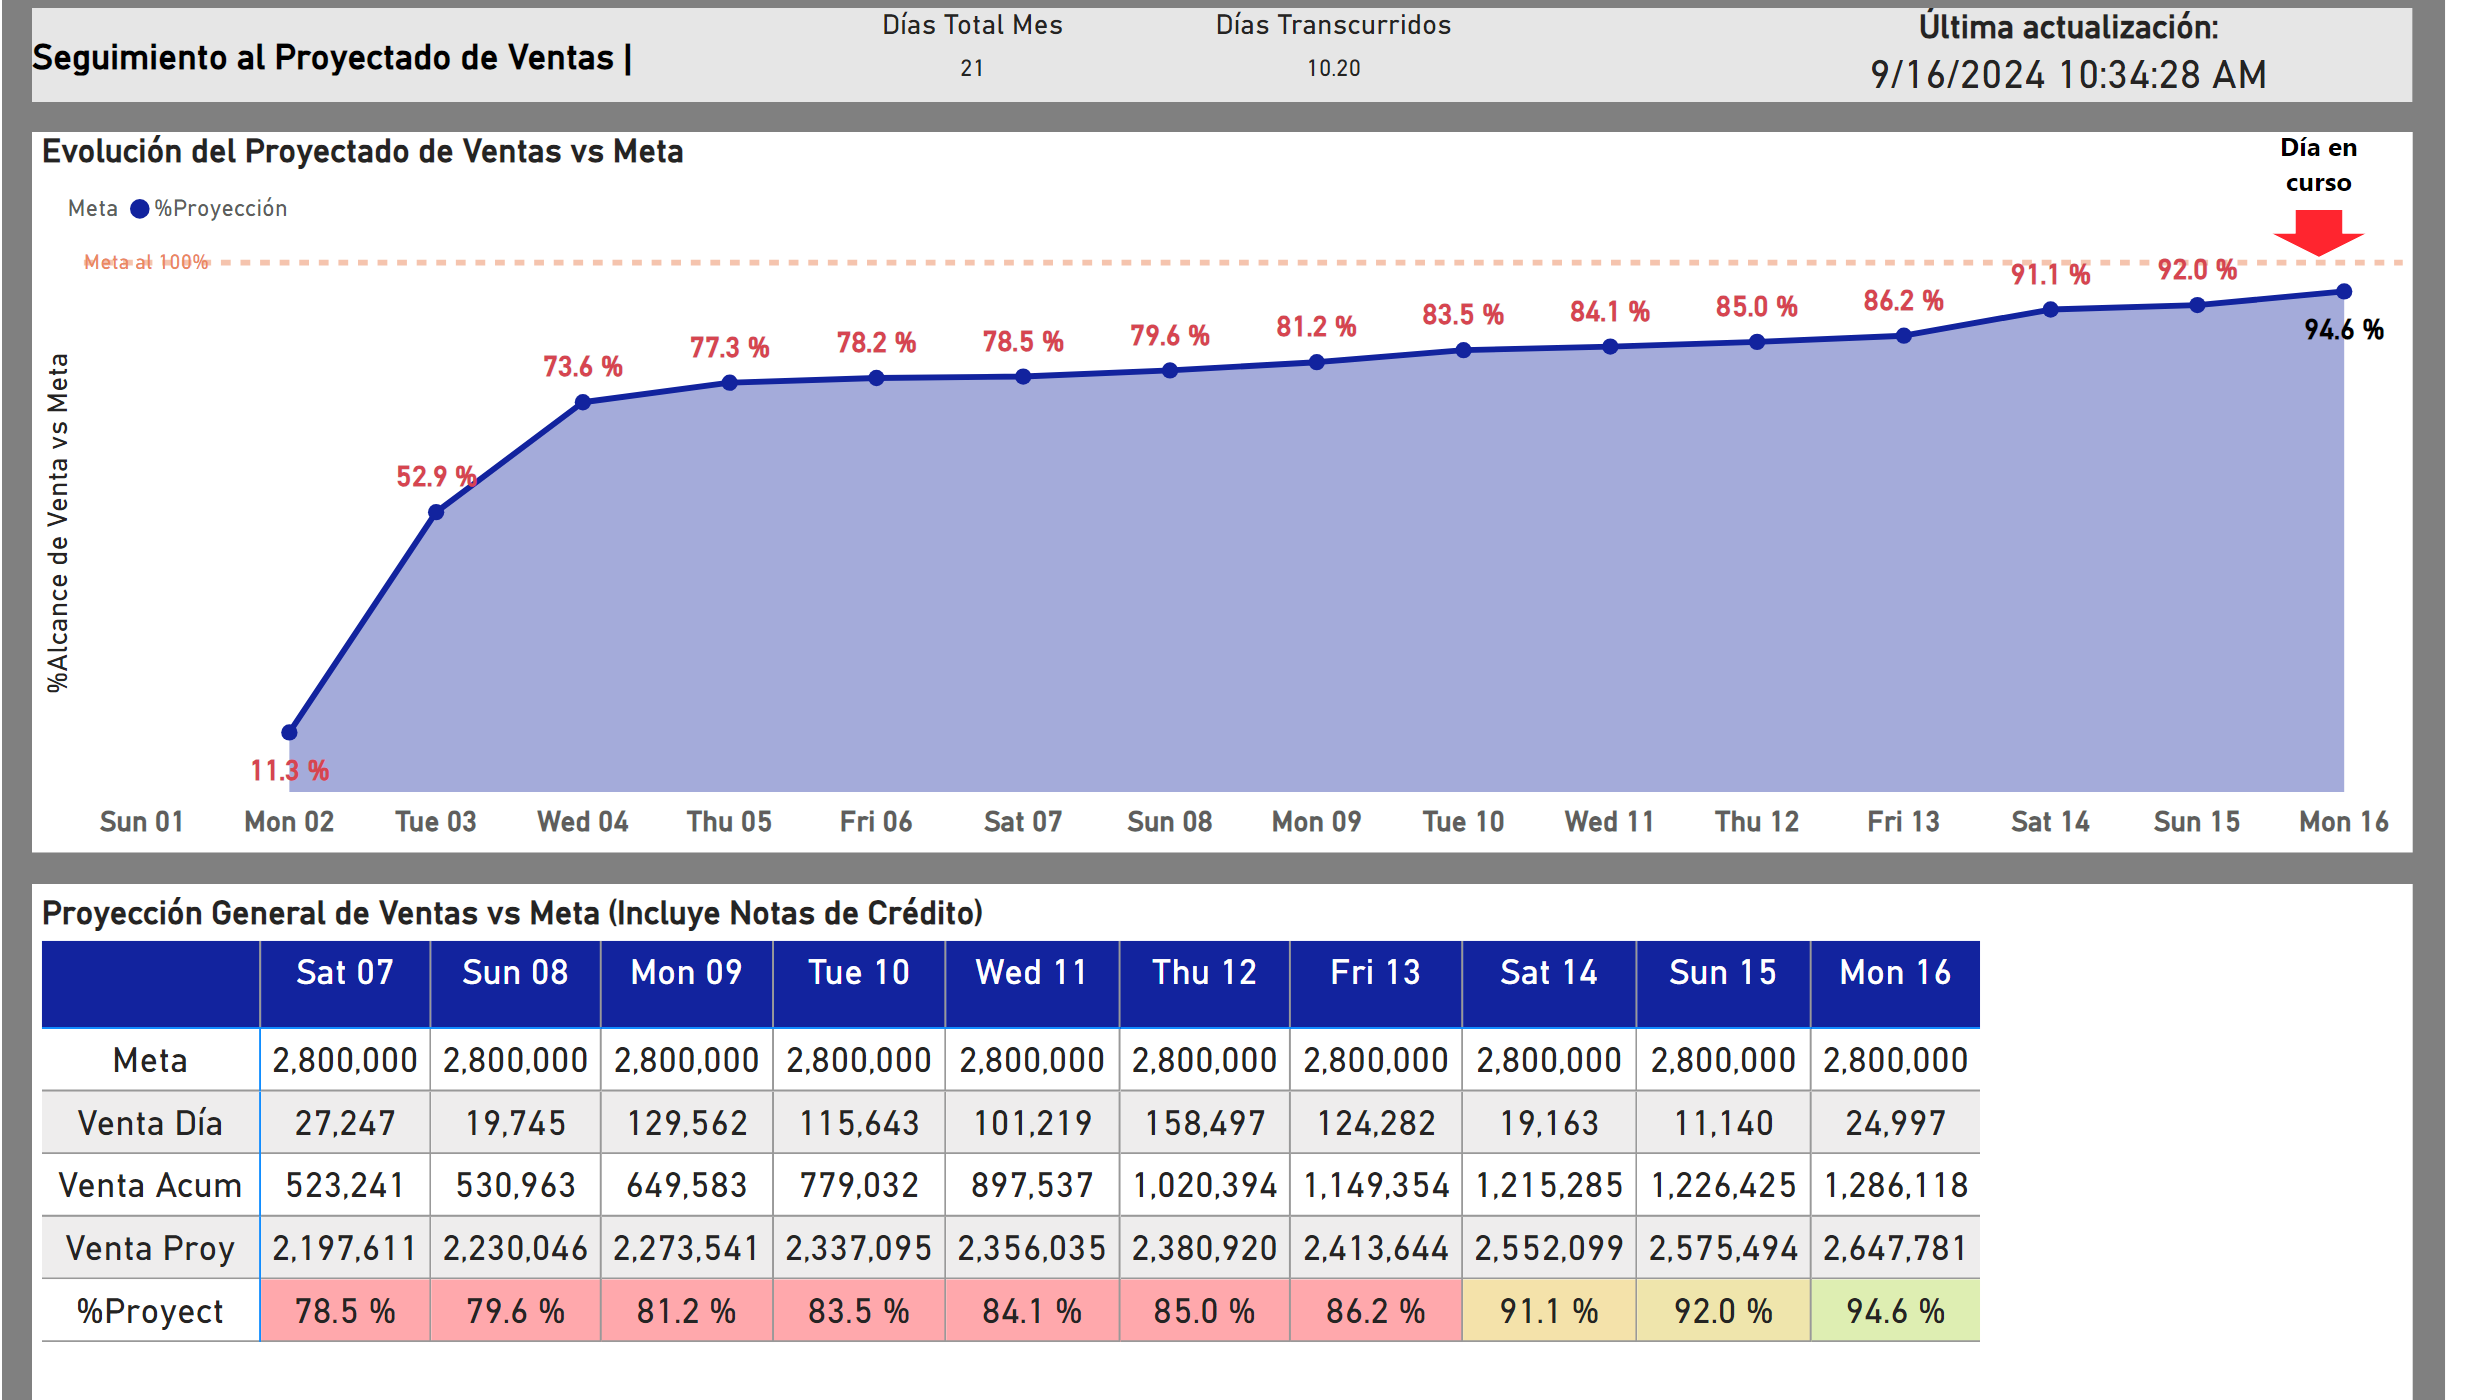 Seguimiento al Proyectado de Ventas |
Días Total Mes
21
Días Transcurridos
10.20
Última actualización:
9/16/2024 10:34:28 AM
Evolución del Proyectado de Ventas vs Meta
Día en
curso
Meta %Proyección
Meta al 100%
%Alcance de Venta vs Meta
11.3 %
52.9 %
73.6 %
77.3 %
78.2 %
78.5 %
79.6 %
81.2 %
83.5 %
84.1 %
85.0 %
86.2 %
91.1 %
92.0 %
94.6 %
Sun 01 Mon 02 Tue 03 Wed 04 Thu 05 Fri 06 Sat 07 Sun 08 Mon 09 Tue 10 Wed 11 Thu 12 Fri 13 Sat 14 Sun 15 Mon 16
Proyección General de Ventas vs Meta (Incluye Notas de Crédito)
Sat 07 Sun 08 Mon 09 Tue 10 Wed 11 Thu 12 Fri 13 Sat 14 Sun 15 Mon 16
Meta 2,800,000 2,800,000 2,800,000 2,800,000 2,800,000 2,800,000 2,800,000 2,800,000 2,800,000 2,800,000
Venta Día 27,247 19,745 129,562 115,643 101,219 158,497 124,282 19,163 11,140 24,997
Venta Acum 523,241 530,963 649,583 779,032 897,537 1,020,394 1,149,354 1,215,285 1,226,425 1,286,118
Venta Proy 2,197,611 2,230,046 2,273,541 2,337,095 2,356,035 2,380,920 2,413,644 2,552,099 2,575,494 2,647,781
%Proyect 78.5 % 79.6 % 81.2 % 83.5 % 84.1 % 85.0 % 86.2 % 91.1 % 92.0 % 94.6 %